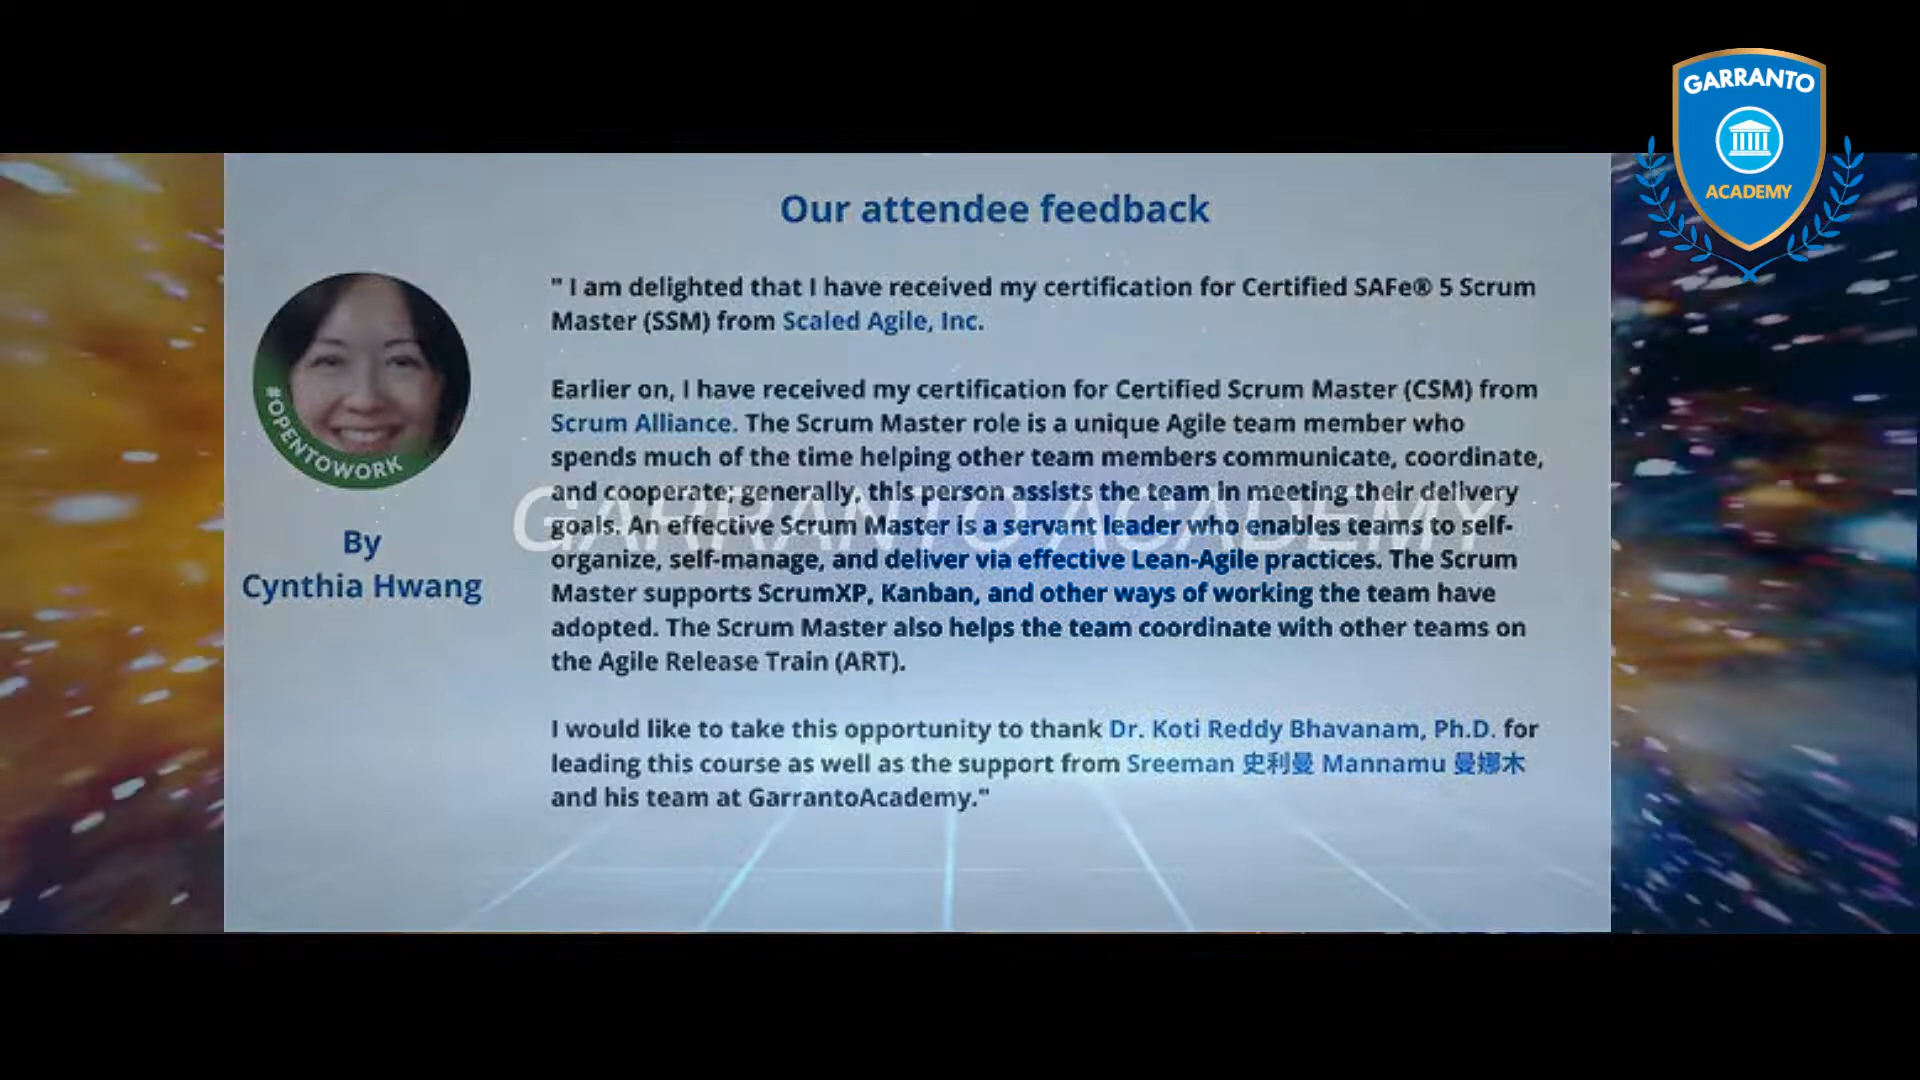 GARRANTO
ACADEMY
Our attendee feedback
" I am delighted that I have received my certification for Certified SAFe® 5 Scrum
Master (SSM) from Scaled Agile, Inc.
Earlier on, I have received my certification for Certified Scrum Master (CSM) from
Scrum Alliance. The Scrum Master role is a unique Agile team member who
spends much of the time helping other team members communicate, coordinate,
and cooperate; generally, this person assists the team in meeting their delivery
goals. An effective Scrum Master is a servant leader who enables teams to self-
organize, self-manage, and deliver via effective Lean-Agile practices. The Scrum
Master supports ScrumXP, Kanban, and other ways of working the team have
adopted. The Scrum Master also helps the team coordinate with other teams on
the Agile Release Train (ART).
I would like to take this opportunity to thank Dr. Koti Reddy Bhavanam, Ph.D. for
leading this course as well as the support from Sreeman 史利曼 Mannamu 曼娜木
and his team at GarrantoAcademy."
#OPENTOWORK
By
Cynthia Hwang
GARRANTO ACADEMY